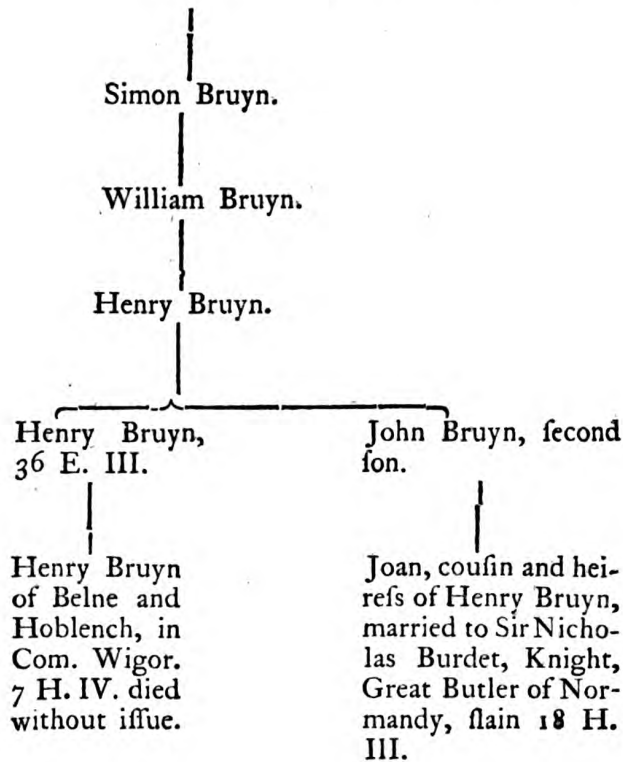 Simon Bruyn.
William Bruyn.
Henry Bruyn.
Henry Bruyn,
36 E. III.
John Bruyn, ſecond
ſon.
Henry Bruyn
of Belne and
Hoblench, in
Com. Wigor.
7 H. IV. died
without iſſue.
Joan, couſin and hei-
reſs of Henry Bruyn,
married to Sir Nicho-
las Burdet, Knight,
Great Butler of Nor-
mandy, ſlain 18 H.
III.